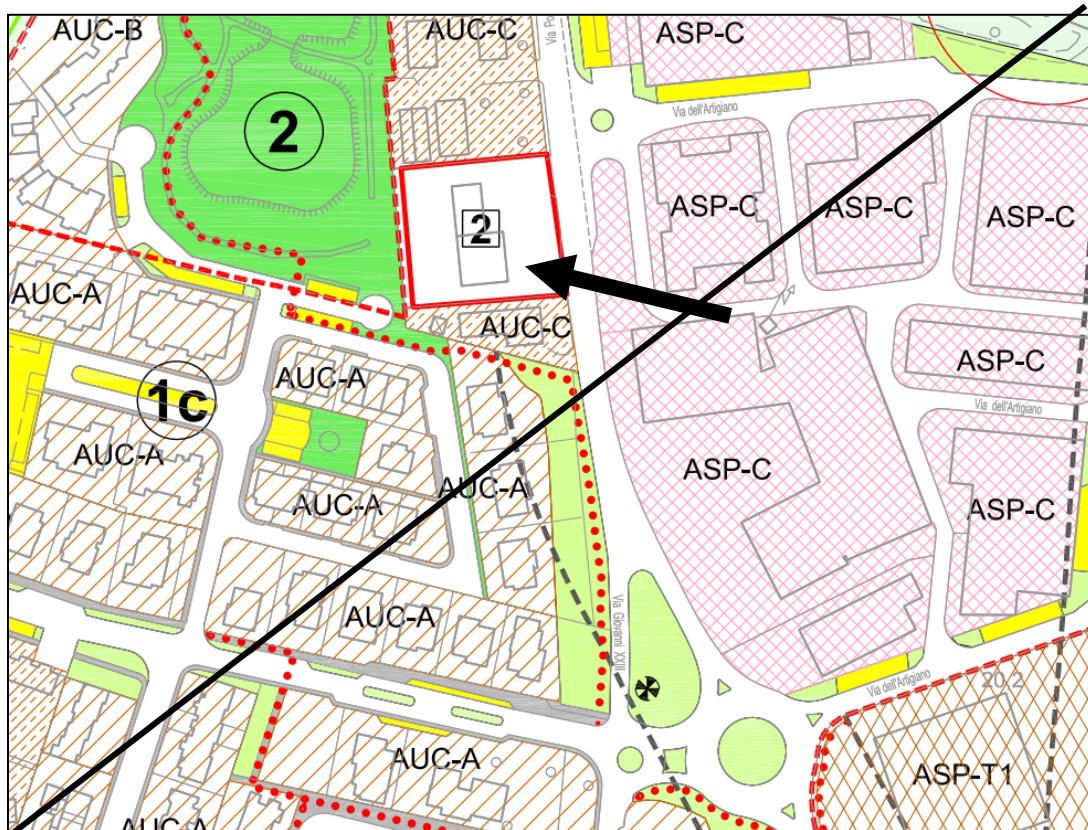 AUC-B
AUC-C
Via Po
ASP-C
Via dell'Artigiano
2
ASP-C
ASP-C
ASP-C
2
AUC-A
AUC-C
ASP-C
AUC-A
1c
Via dell'Artigiano
AUC-A
ASP-C
AUC-A
AUC-A
ASP-C
AUC-A
Via Giovanni XXIII
Via dell'Artigiano
20.2
AUC-A
ASP-T1
AUC-A